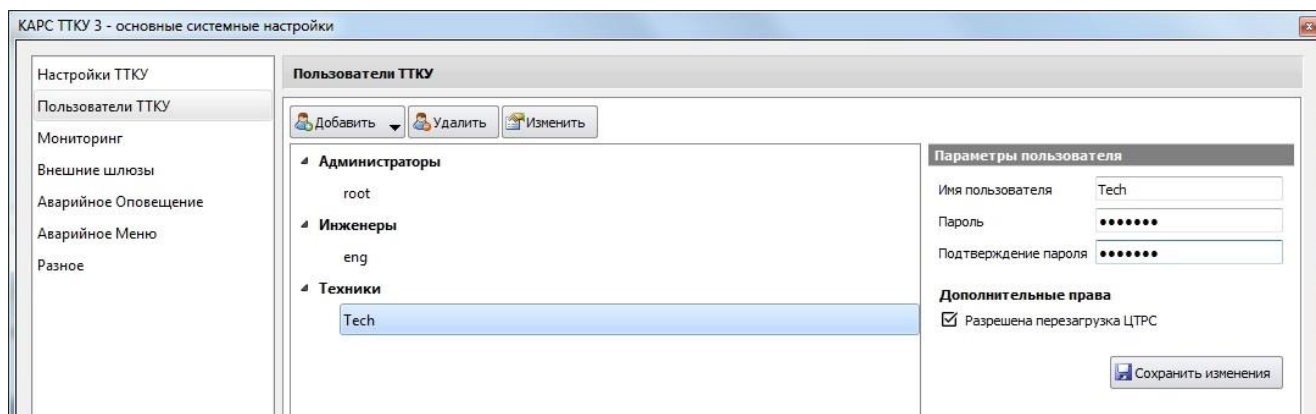 КАРС ТТКУ 3 - основные системные настройки
Настройки ТТКУ
Пользователи ТТКУ
Мониторинг
Внешние шлюзы
Аварийное Оповещение
Аварийное Меню
Разное
Пользователи ТТКУ
Добавить Удалить Изменить
Администраторы
root
Инженеры
eng
Техники
Tech
Параметры пользователя
Имя пользователя Tech
Пароль •••••••
Подтверждение пароля •••••••
Дополнительные права
Разрешена перезагрузка ЦТРС
Сохранить изменения